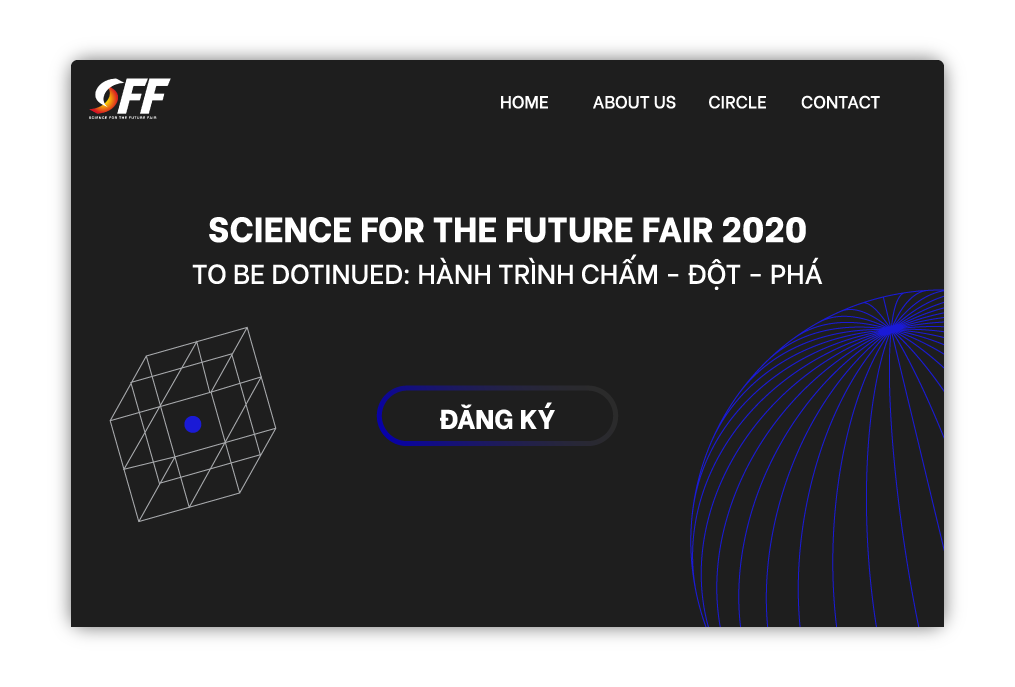 SFF
SCIENCE FOR THE FUTURE FAIR
HOME ABOUT US CIRCLE CONTACT
SCIENCE FOR THE FUTURE FAIR 2020
TO BE DOTINUED: HÀNH TRÌNH CHẤM - ĐỘT - PHÁ
ĐĂNG KÝ